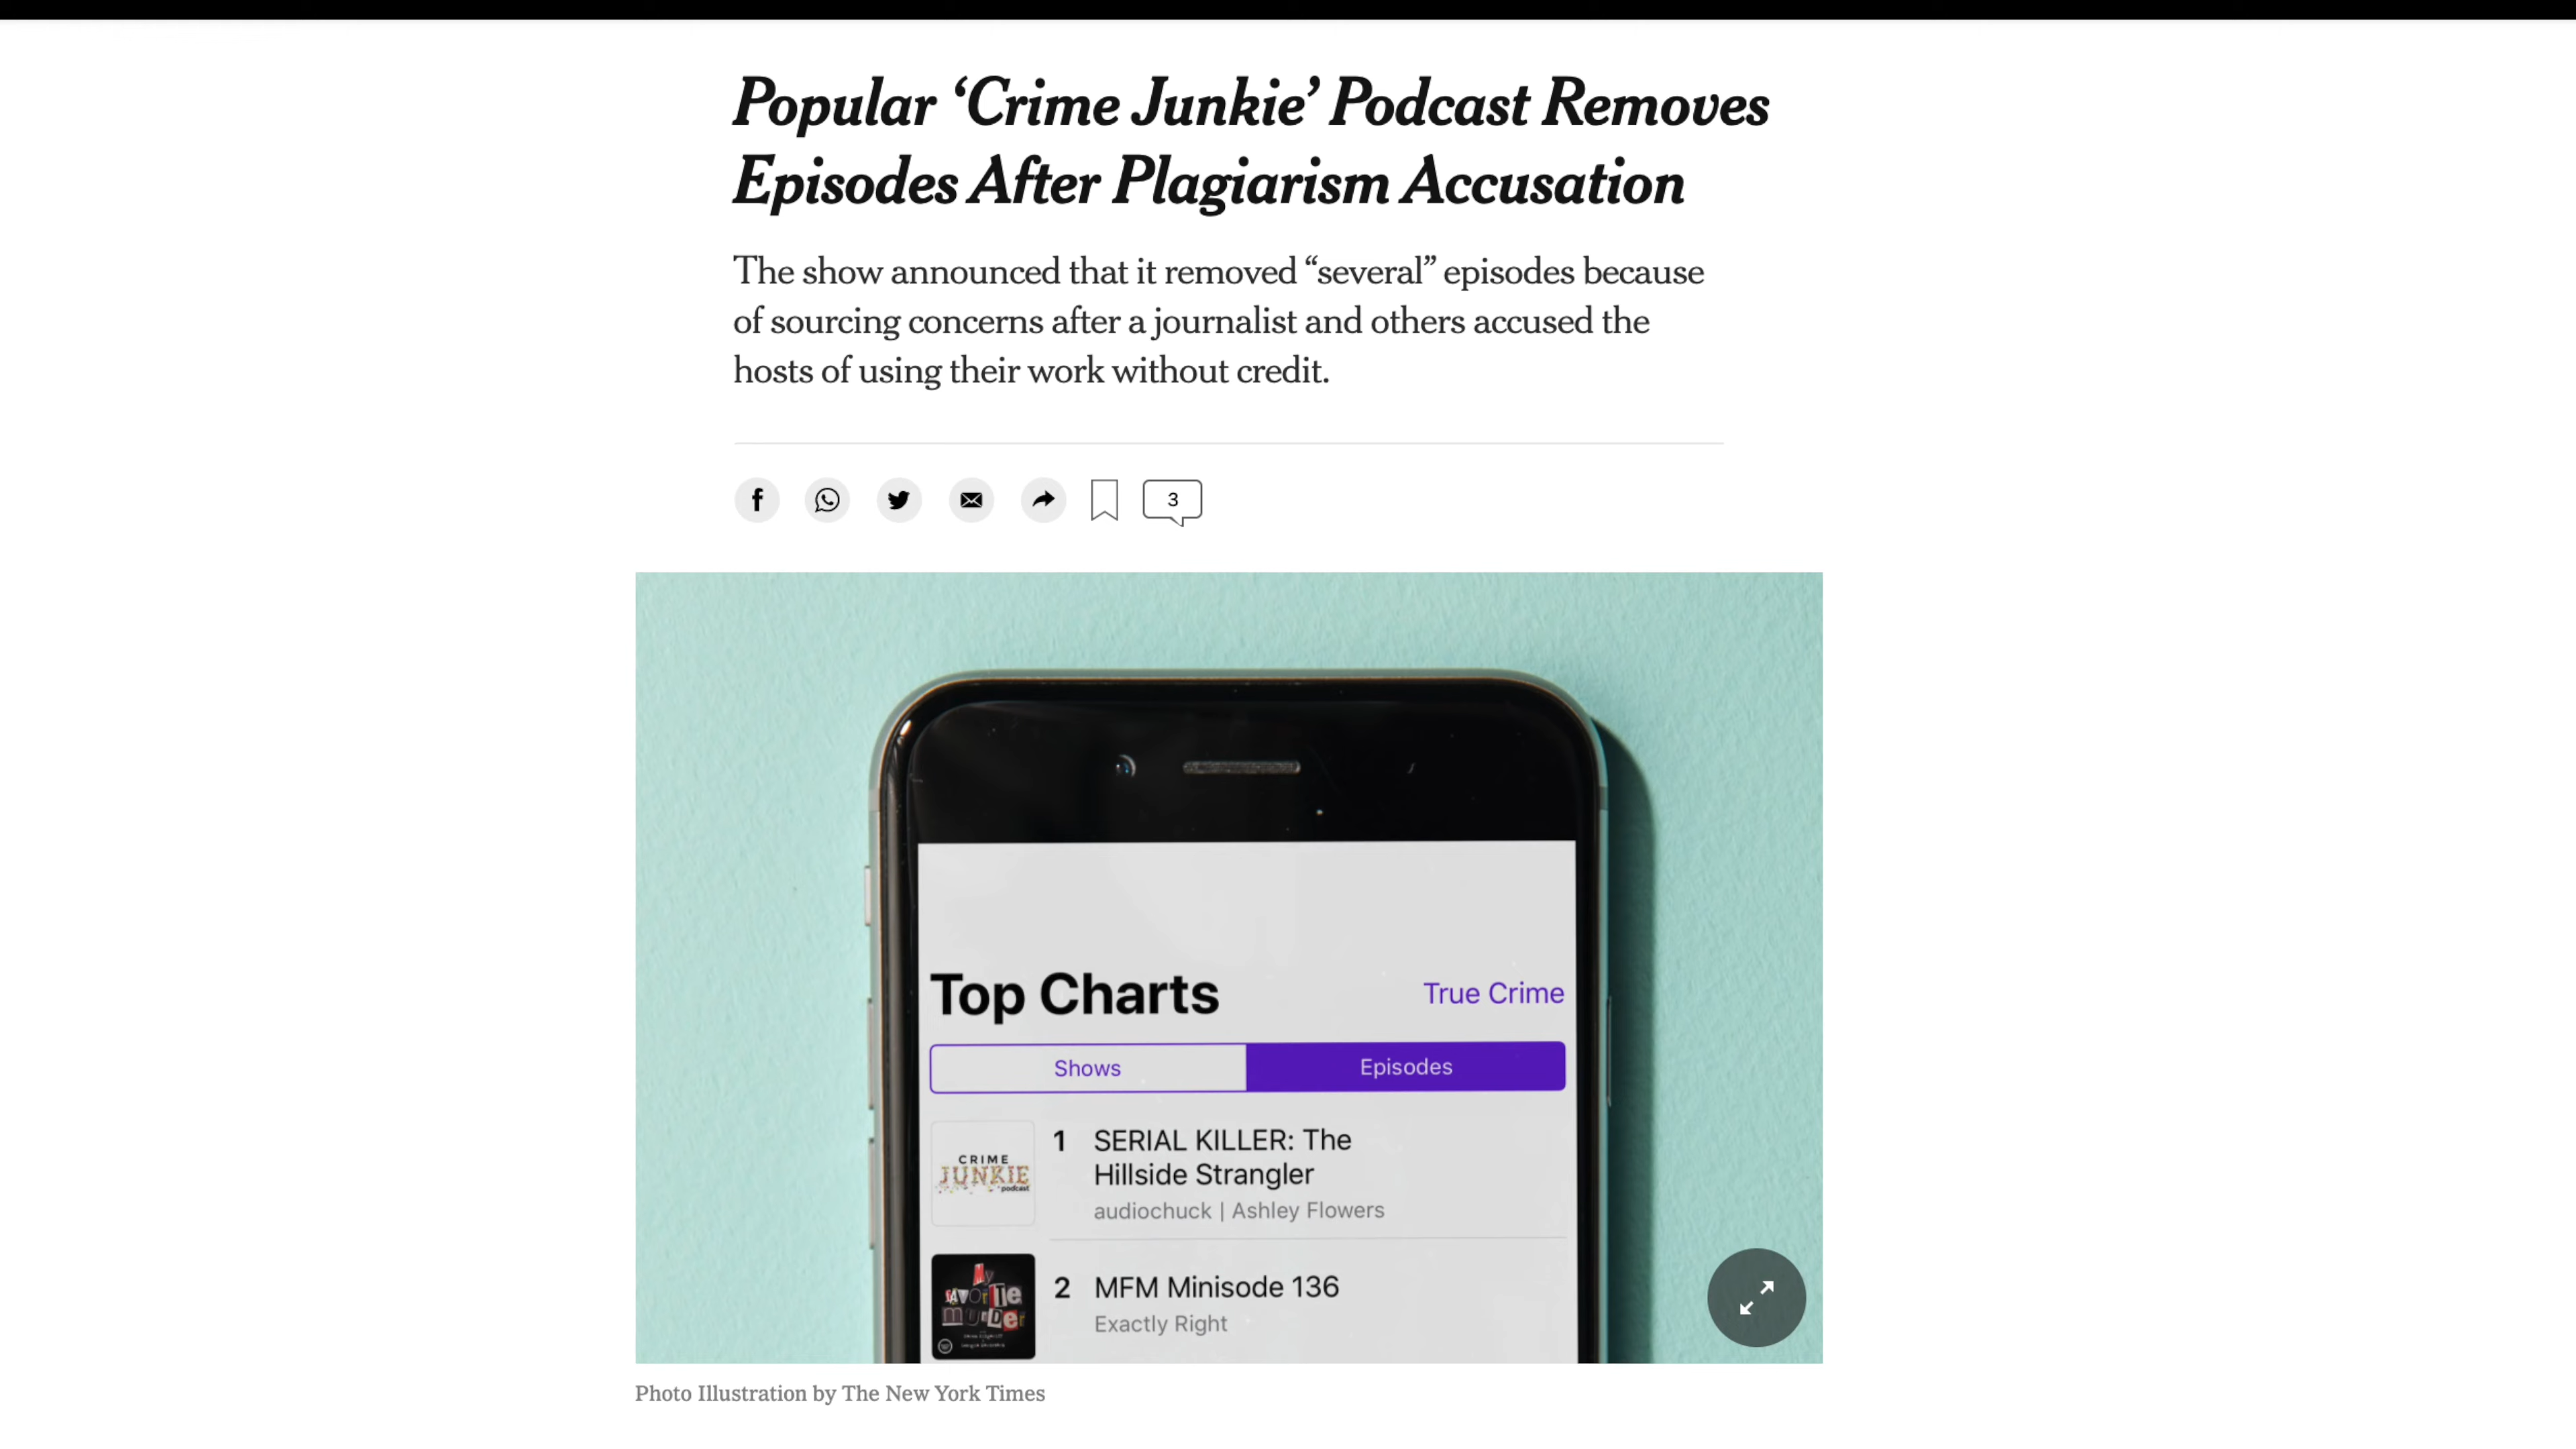 Popular ‘Crime Junkie’ Podcast Removes
Episodes After Plagiarism Accusation
The show announced that it removed “several” episodes because
of sourcing concerns after a journalist and others accused the
hosts of using their work without credit.
3
Top Charts
True Crime
Shows
Episodes
CRIME
JUNKIE
podcast
1 SERIAL KILLER: The
Hillside Strangler
audiochuck | Ashley Flowers
My
FAVORITE
MURDER
2 MFM Minisode 136
Exactly Right
Photo Illustration by The New York Times